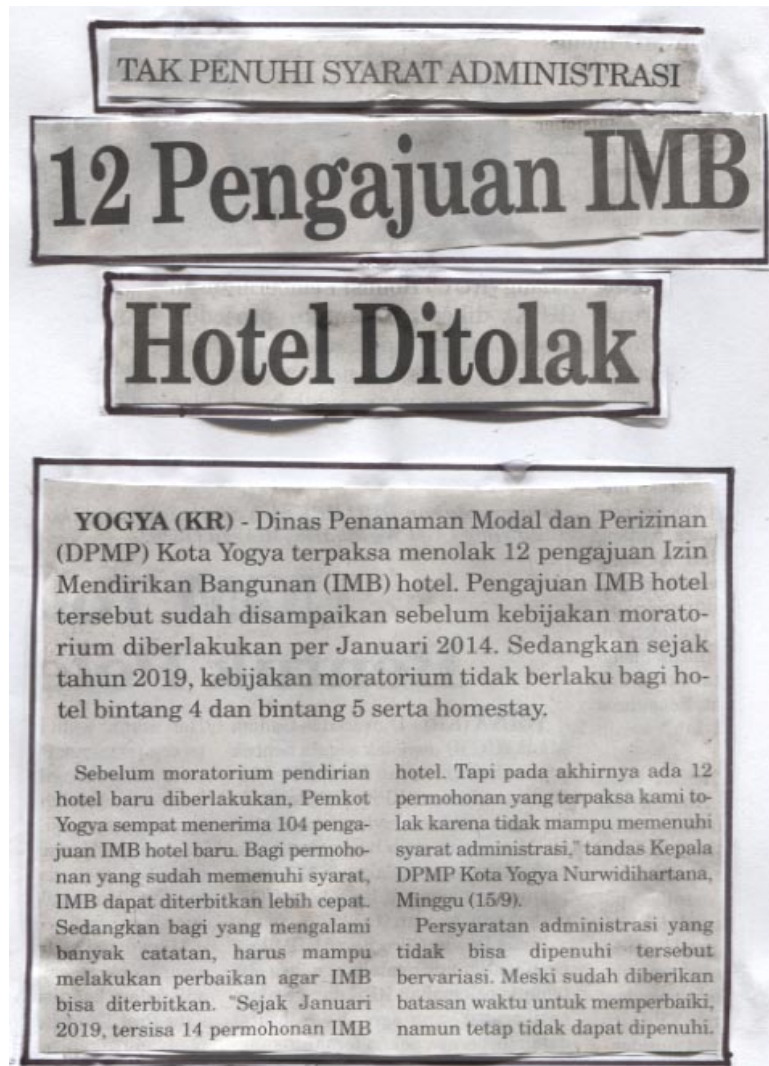 TAK PENUHI SYARAT ADMINISTRASI
12 Pengajuan IMB
Hotel Ditolak
YOGYA (KR) - Dinas Penanaman Modal dan Perizinan
(DPMP) Kota Yogya terpaksa menolak 12 pengajuan Izin
Mendirikan Bangunan (IMB) hotel. Pengajuan IMB hotel
tersebut sudah disampaikan sebelum kebijakan morato-
rium diberlakukan per Januari 2014. Sedangkan sejak
tahun 2019, kebijakan moratorium tidak berlaku bagi ho-
tel bintang 4 dan bintang 5 serta homestay.
Sebelum moratorium pendirian
hotel baru diberlakukan, Pemkot
Yogya sempat menerima 104 penga-
juan IMB hotel baru. Bagi permoho-
nan yang sudah memenuhi syarat,
IMB dapat diterbitkan lebih cepat.
Sedangkan bagi yang mengalami
banyak catatan, harus mampu
melakukan perbaikan agar IMB
bisa diterbitkan. "Sejak Januari
2019, tersisa 14 permohonan IMB
hotel. Tapi pada akhirnya ada 12
permohonan yang terpaksa kami to-
lak karena tidak mampu memenuhi
syarat administrasi," tandas Kepala
DPMP Kota Yogya Nurwidihartana,
Minggu (15/9).
Persyaratan administrasi yang
tidak bisa dipenuhi tersebut
bervariasi. Meski sudah diberikan
batasan waktu untuk memperbaiki,
namun tetap tidak dapat dipenuhi.